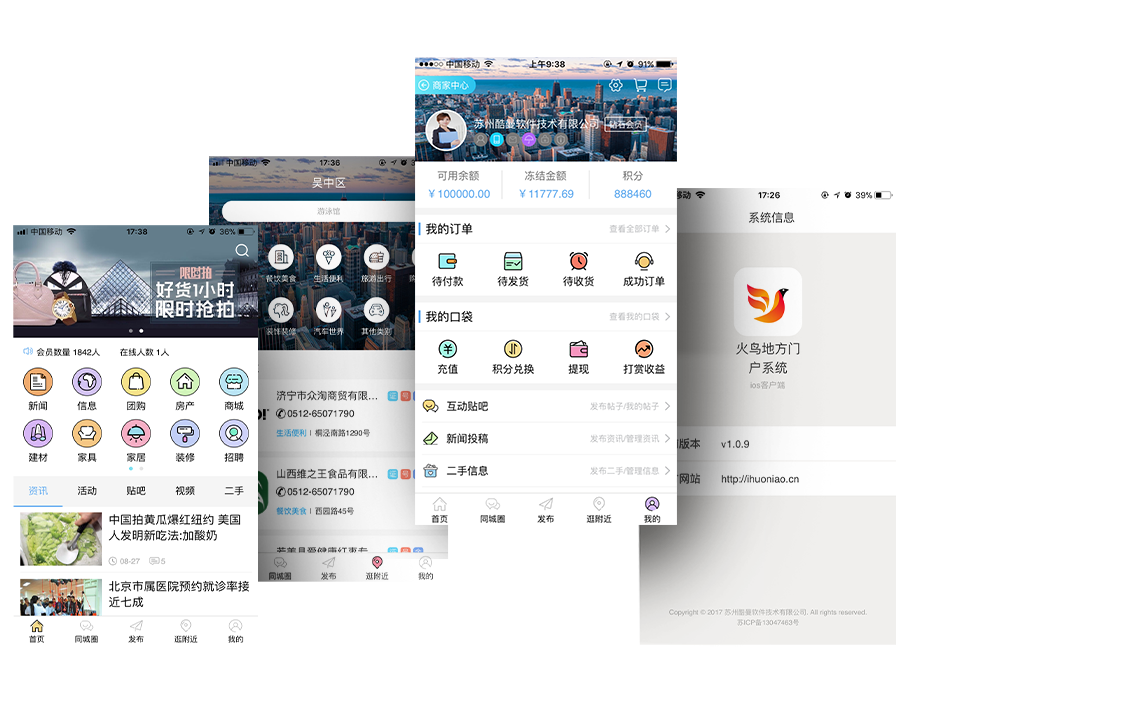 中国移动
17:38
36%
限时拍
好货1小时
限时抢拍
会员数量 1842人
在线人数 1人
新闻
信息
团购
房产
商城
建材
家具
家居
装修
招聘
资讯
活动
贴吧
视频
二手
中国拍黄瓜爆红纽约 美国
人发明新吃法:加酸奶
08-27
5
北京市属医院预约就诊率接
近七成
首页
同城圈
发布
逛附近
我的
中国移动
17:36
吴中区
游泳馆
餐饮美食
生活便利
旅游出行
装饰装修
汽车世界
其他类别
济宁市众淘商贸有限...
0512-65071790
生活便利 | 桐泾南路1290号
山西维之王食品有限...
0512-65071790
餐饮美食 | 西园路45号
同城圈
发布
逛附近
我的
中国移动
上午9:38
91%
商家中心
苏州酷曼软件技术有限公司
钻石会员
可用余额
冻结金额
积分
¥100000.00
¥11777.69
888460
我的订单
查看全部订单
待付款
待发货
待收货
成功订单
我的口袋
查看我的口袋
充值
积分兑换
提现
打赏收益
互动贴吧
发布帖子/我的帖子
新闻投稿
发布资讯/管理资讯
二手信息
发布二手/管理信息
首页
同城圈
发布
逛附近
我的
移动
17:26
39%
系统信息
火鸟地方门
户系统
ios客户端
版本
v1.0.9
网站
http://ihuoniao.cn
Copyright © 2017 苏州酷曼软件技术有限公司. All rights reserved.
苏ICP备13047463号